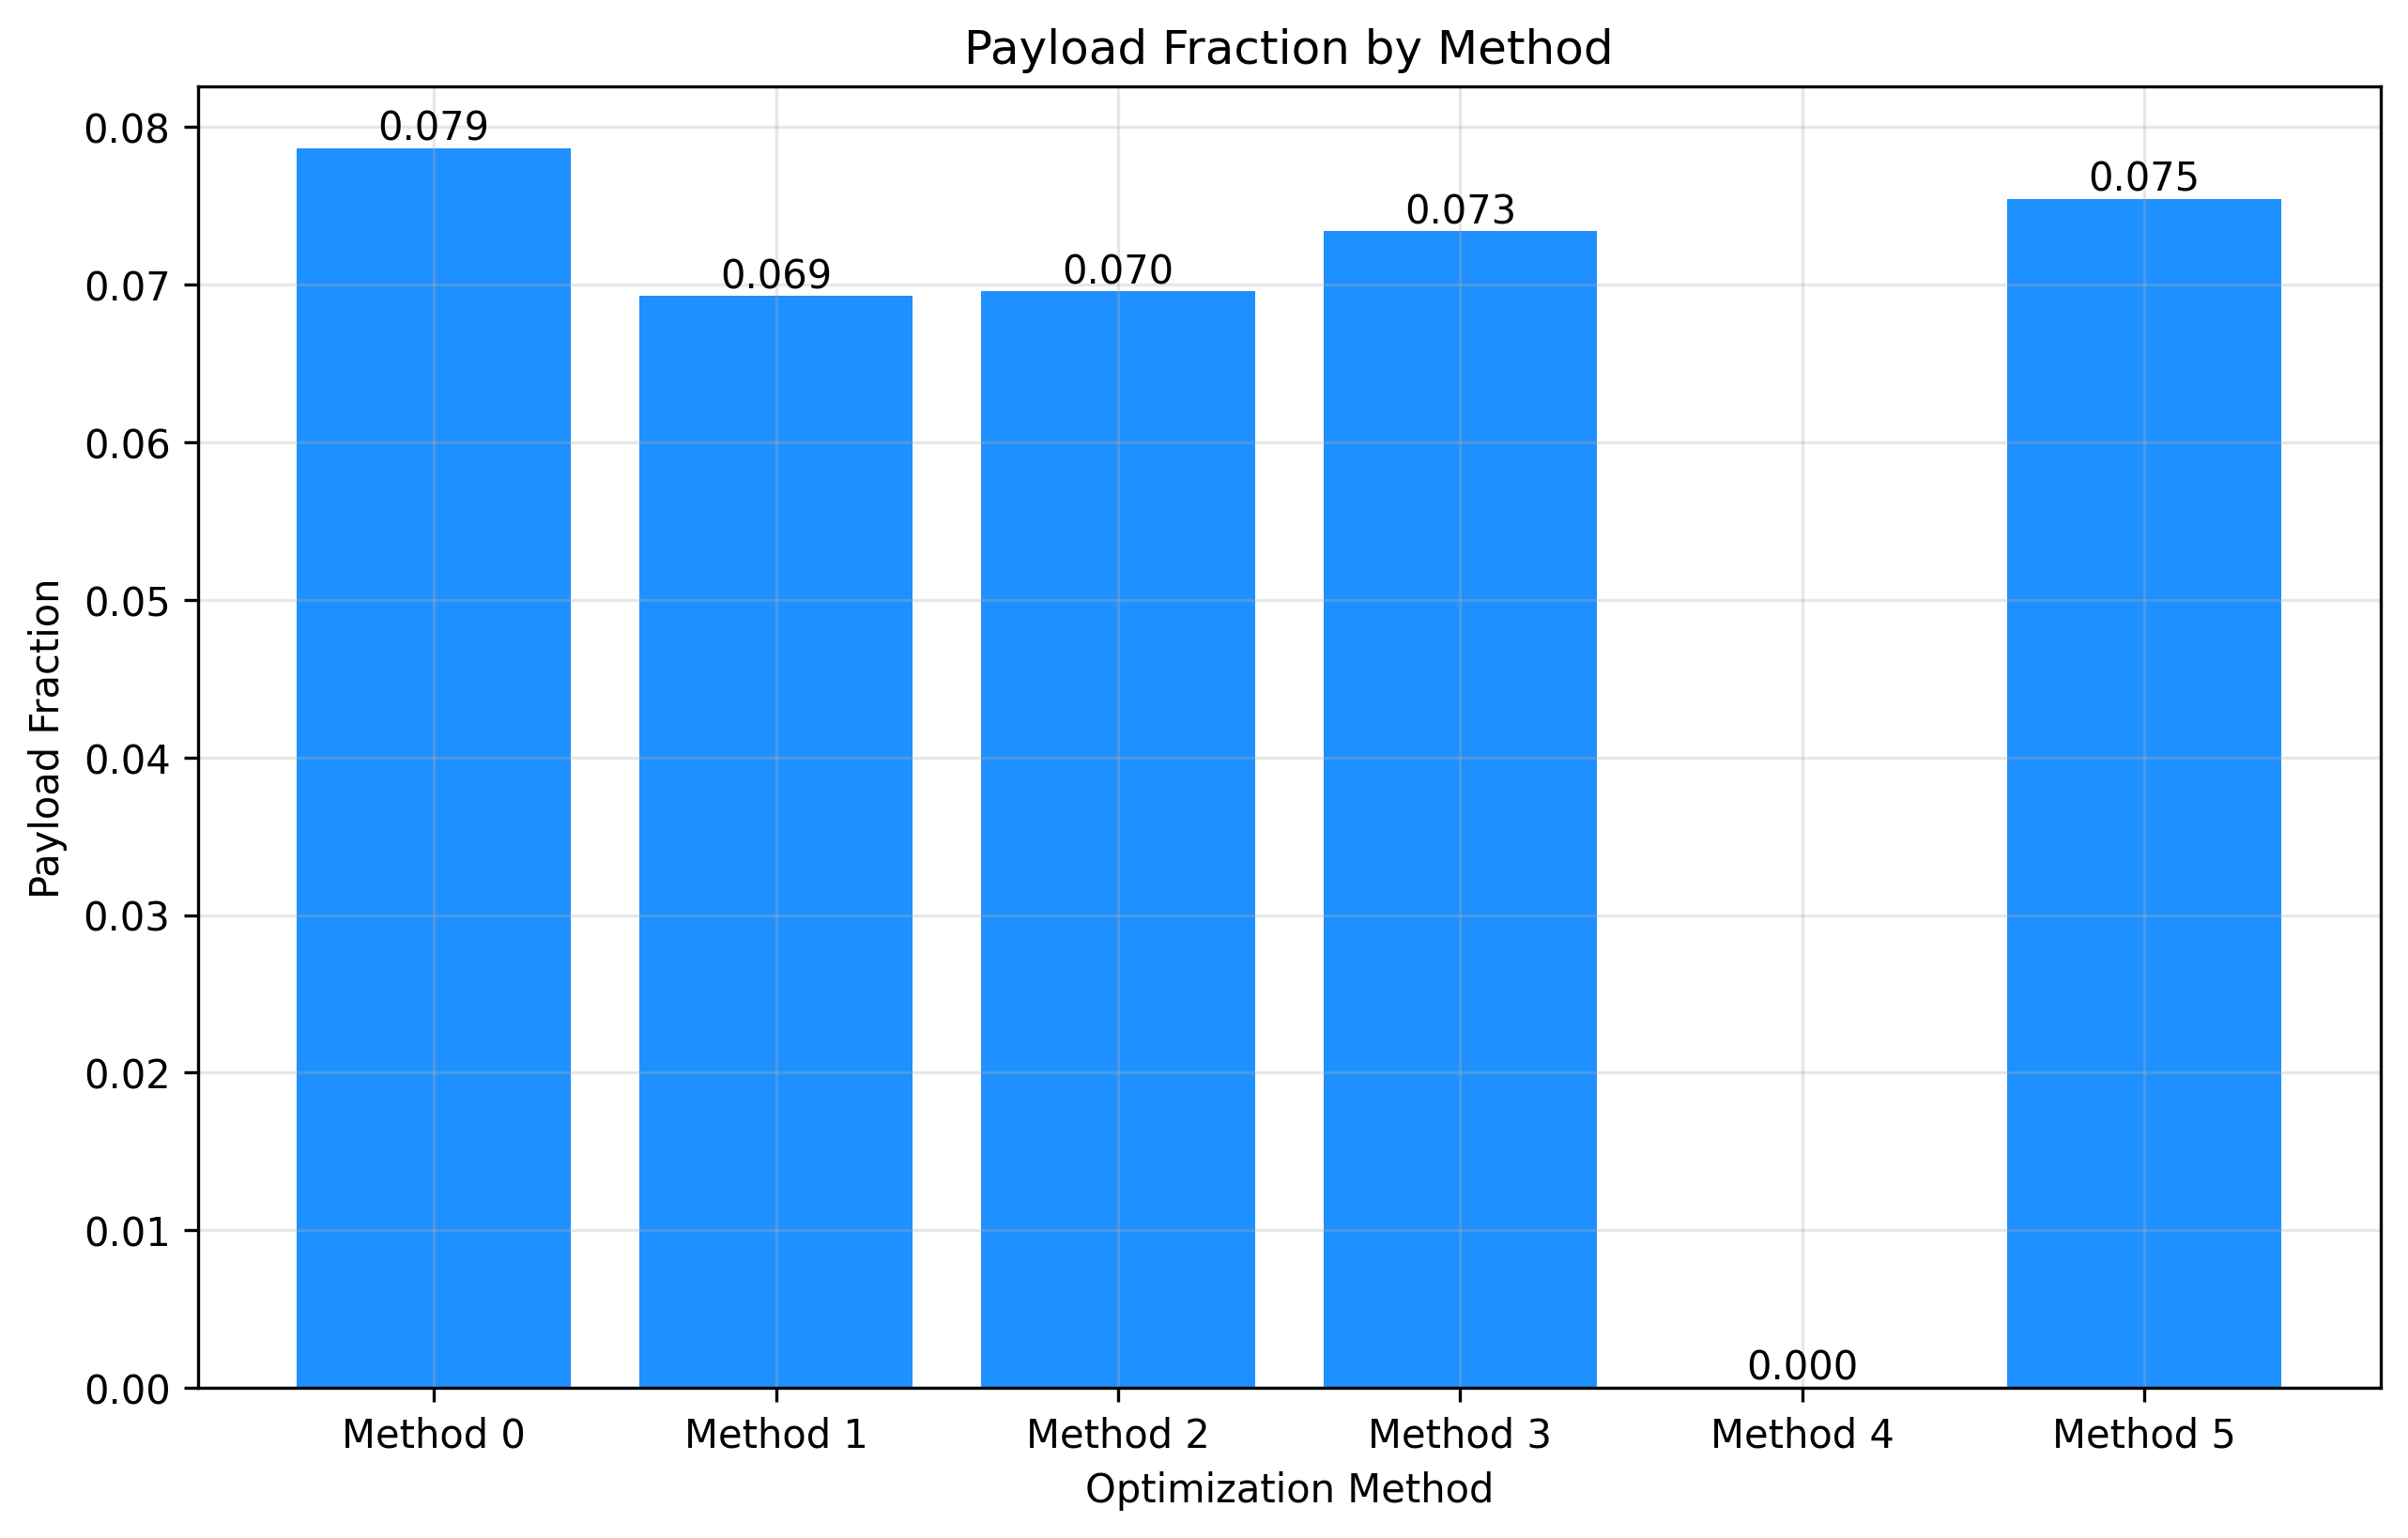 Payload Fraction by Method
Payload Fraction
0.08
0.07
0.06
0.05
0.04
0.03
0.02
0.01
0.00
0.079
0.069
0.070
0.073
0.000
0.075
Method 0
Method 1
Method 2
Method 3
Method 4
Method 5
Optimization Method